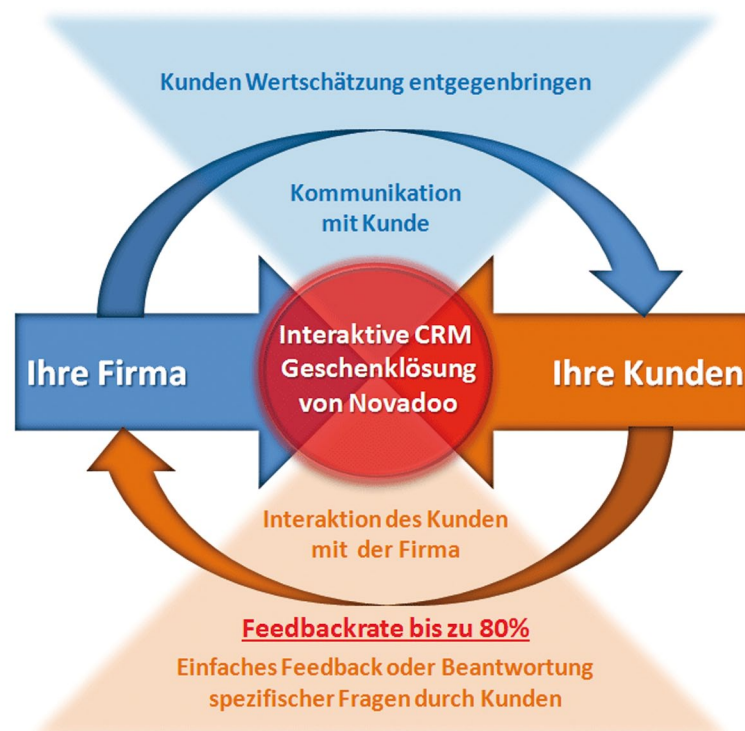 Kunden Wertschätzung entgegenbringen
Kommunikation
mit Kunde
Ihre Firma
Interaktive CRM
Geschenklösung
von Novadoo
Ihre Kunden
Interaktion des Kunden
mit der Firma
Feedbackrate bis zu 80%
Einfaches Feedback oder Beantwortung
spezifischer Fragen durch Kunden